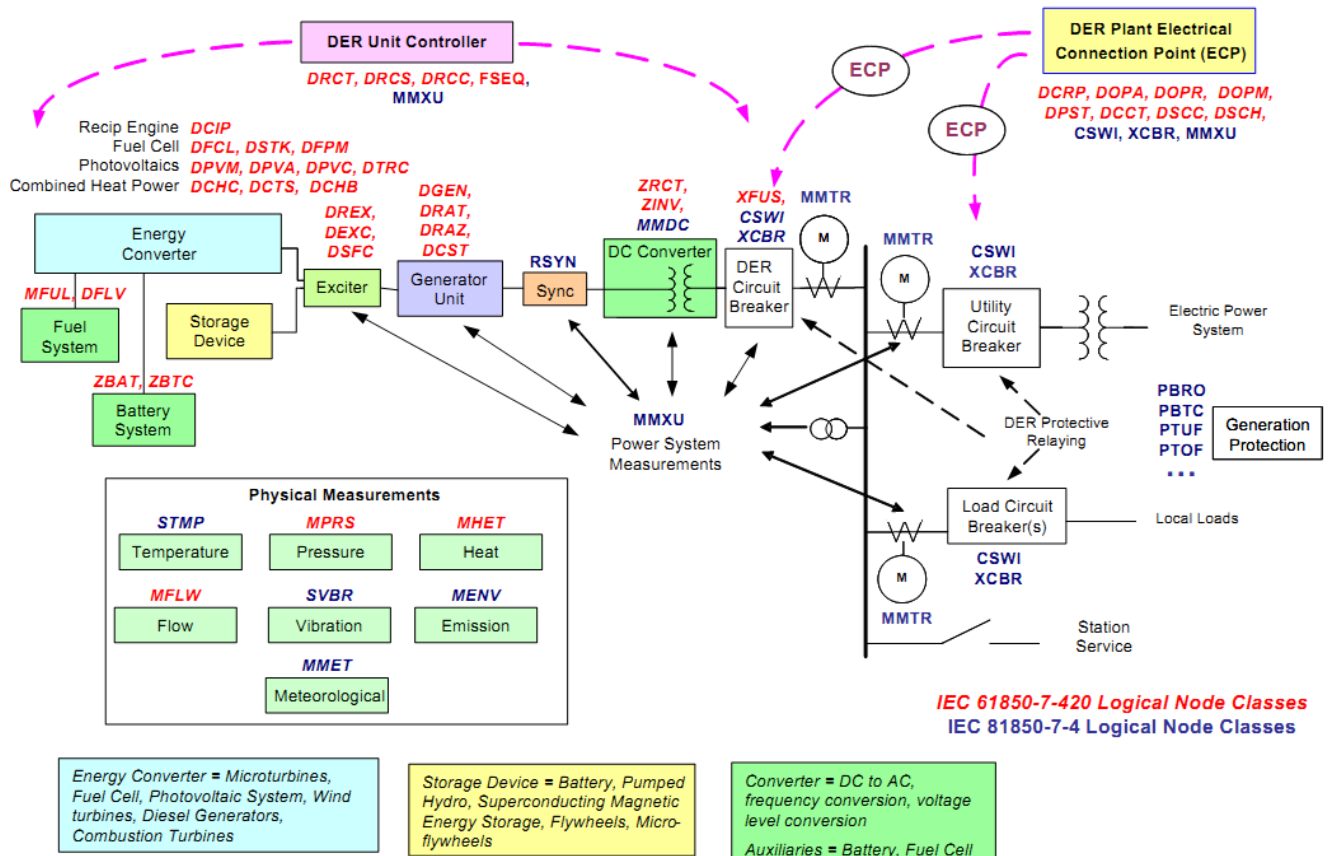 DER Unit Controller
DRCT, DRCS, DRCC, FSEQ,
MMXU
ECP
DER Plant Electrical
Connection Point (ECP)
DCRP, DOPA, DOPR, DOPM,
DPST, DCCT, DSCC, DSCH,
CSWI, XCBR, MMXU
ECP
Recip Engine DCIP
Fuel Cell DFCL, DSTK, DFPM
Photovoltaics DPVM, DPVA, DPVC, DTRC
Combined Heat Power DCHC, DCTS, DCHB
Energy
Converter
MFUL, DFLV
Fuel
System
Storage
Device
ZBAT, ZBTC
Battery
System
DREX,
DEXC,
DSFC
Exciter
DGEN,
DRAT,
DRAZ,
DCST
Generator
Unit
RSYN
Sync
ZRCT,
ZINV,
MMDC
DC Converter
XFUS,
CSWI
XCBR
DER
Circuit
Breaker
MMTR
M
MMTR
M
CSWI
XCBR
Utility
Circuit
Breaker
Electric Power
System
MMXU
Power System
Measurements
DER Protective
Relaying
PBRO
PBTC
PTUF
PTOF
...
Generation
Protection
Load Circuit
Breaker(s)
CSWI
XCBR
Local Loads
M
MMTR
Station
Service
Physical Measurements
STMP
Temperature
MPRS
Pressure
MHET
Heat
MFLW
Flow
SVBR
Vibration
MENV
Emission
MMET
Meteorological
IEC 61850-7-420 Logical Node Classes
IEC 81850-7-4 Logical Node Classes
Energy Converter = Microturbines,
Fuel Cell, Photovoltaic System, Wind
turbines, Diesel Generators,
Combustion Turbines
Storage Device = Battery, Pumped
Hydro, Superconducting Magnetic
Energy Storage, Flywheels, Micro-
flywheels
Converter = DC to AC,
frequency conversion, voltage
level conversion
Auxiliaries = Battery, Fuel Cell